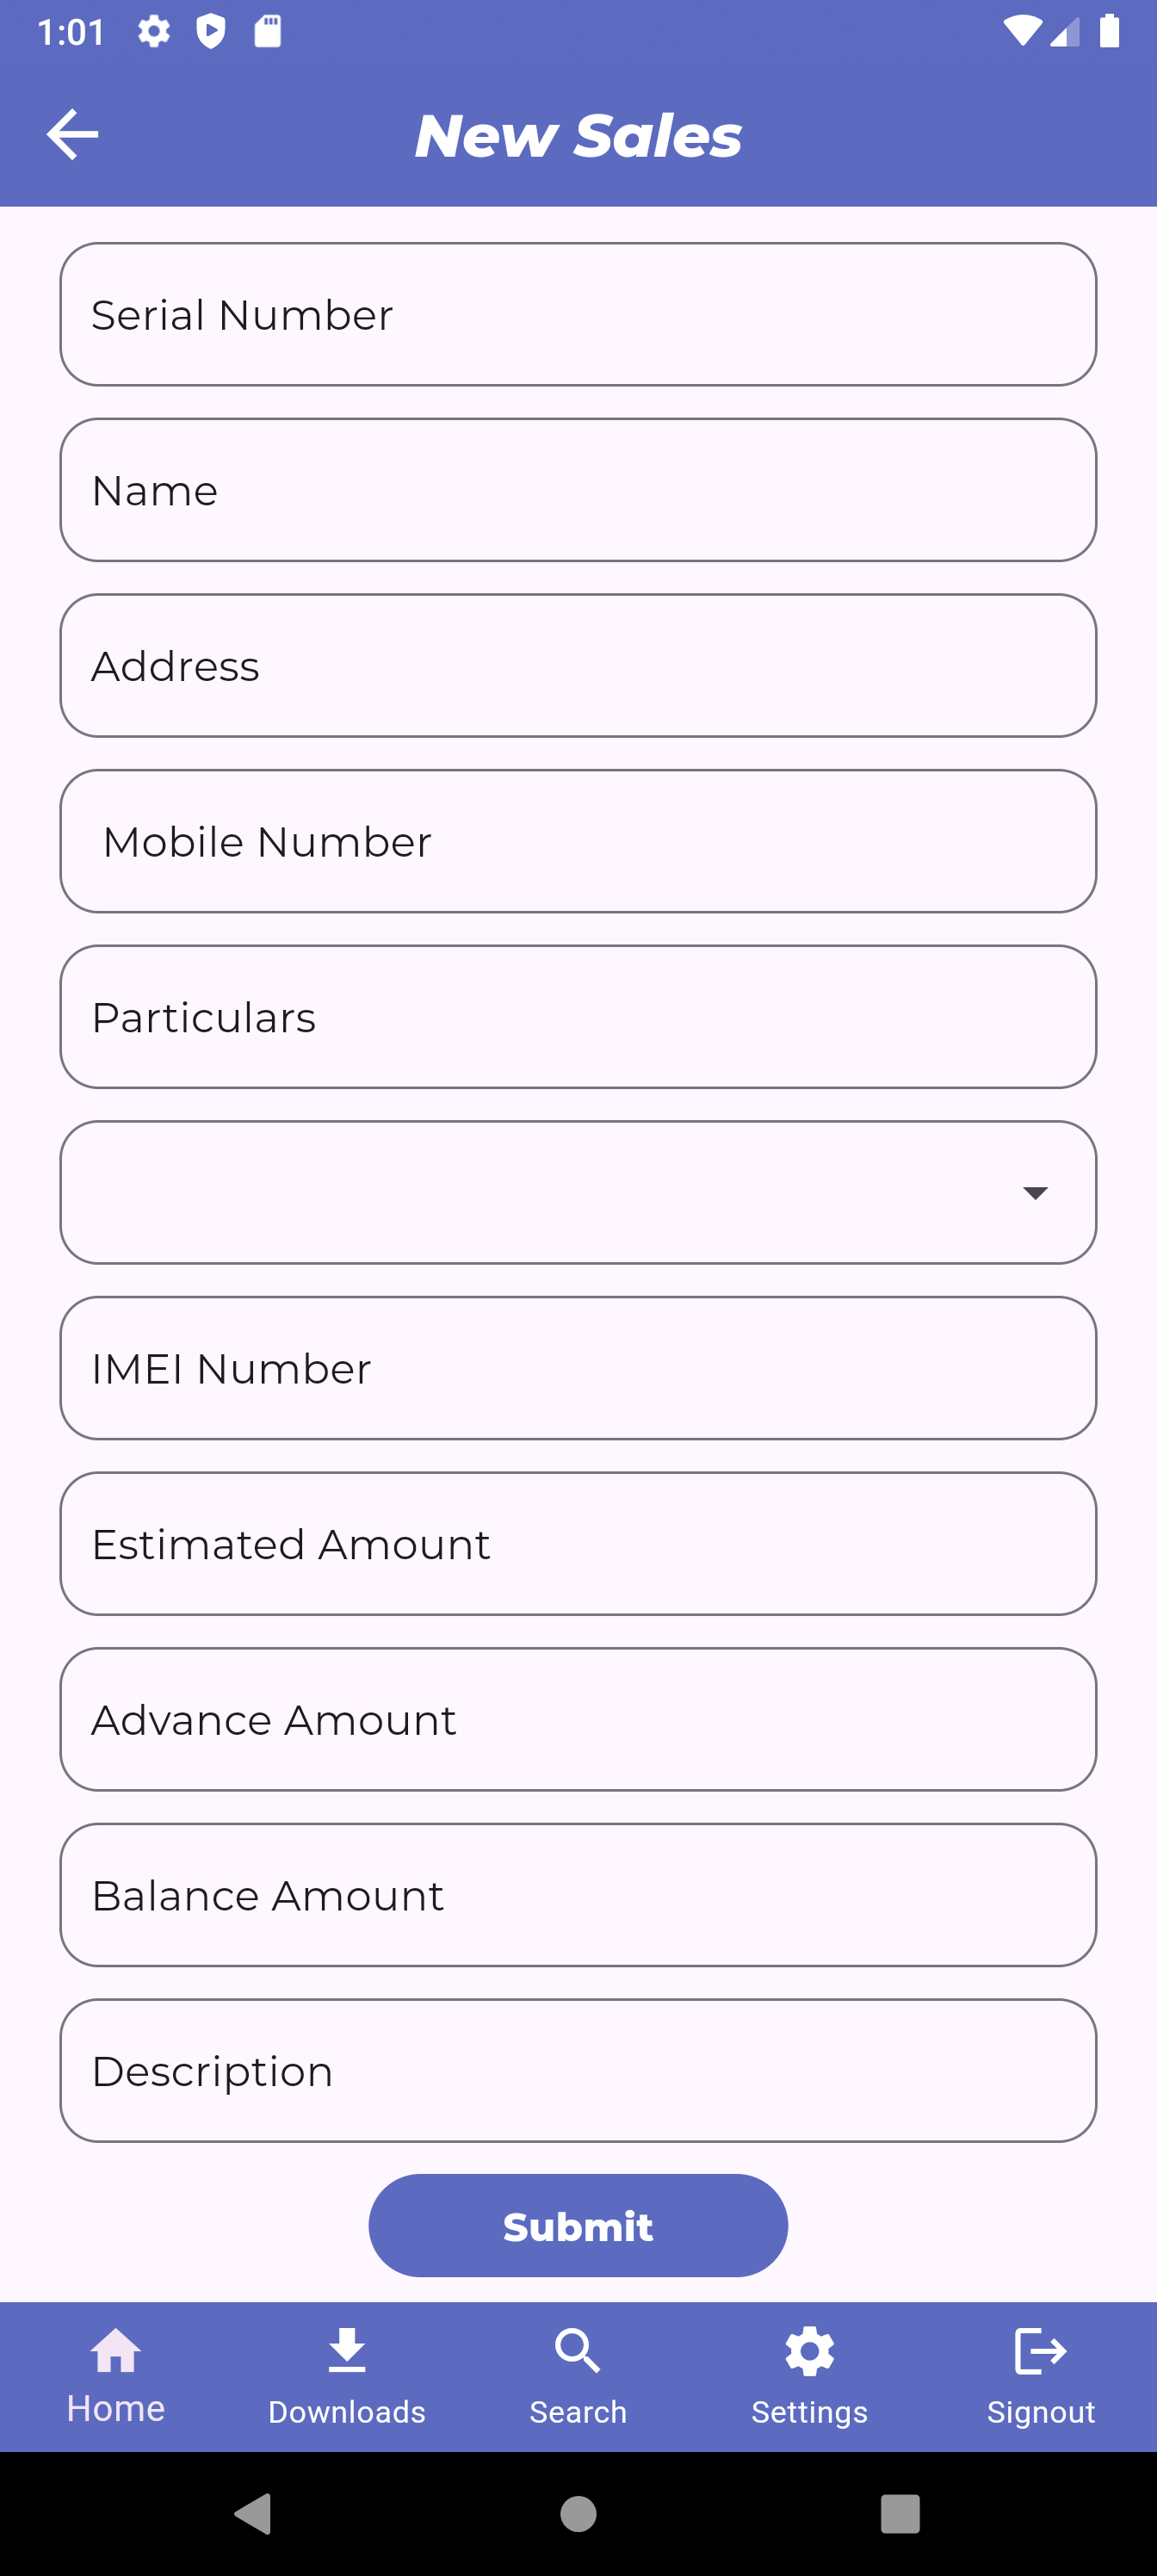 1:01
New Sales
Serial Number
Name
Address
Mobile Number
Particulars
IMEI Number
Estimated Amount
Advance Amount
Balance Amount
Description
Submit
Home Downloads Search Settings Signout